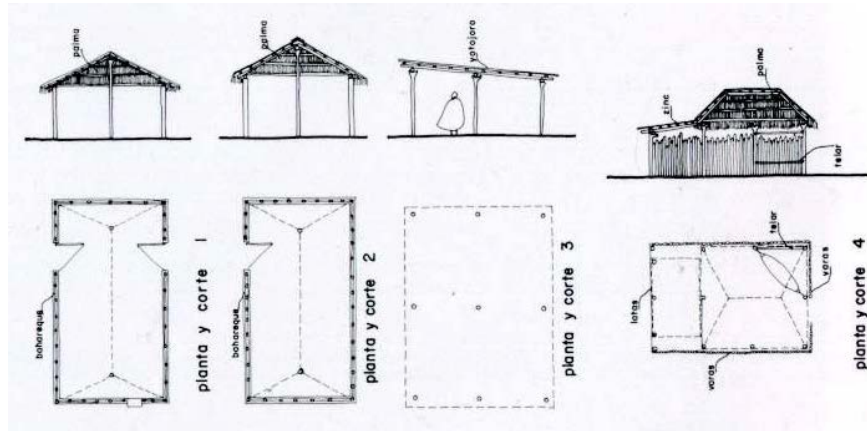 palma
palma
yotojoro
palma
zinc
telar
bahareque
planta y corte 1
bahareque
planta y corte 2
planta y corte 3
telar
latas
varas
varas
planta y corte 4